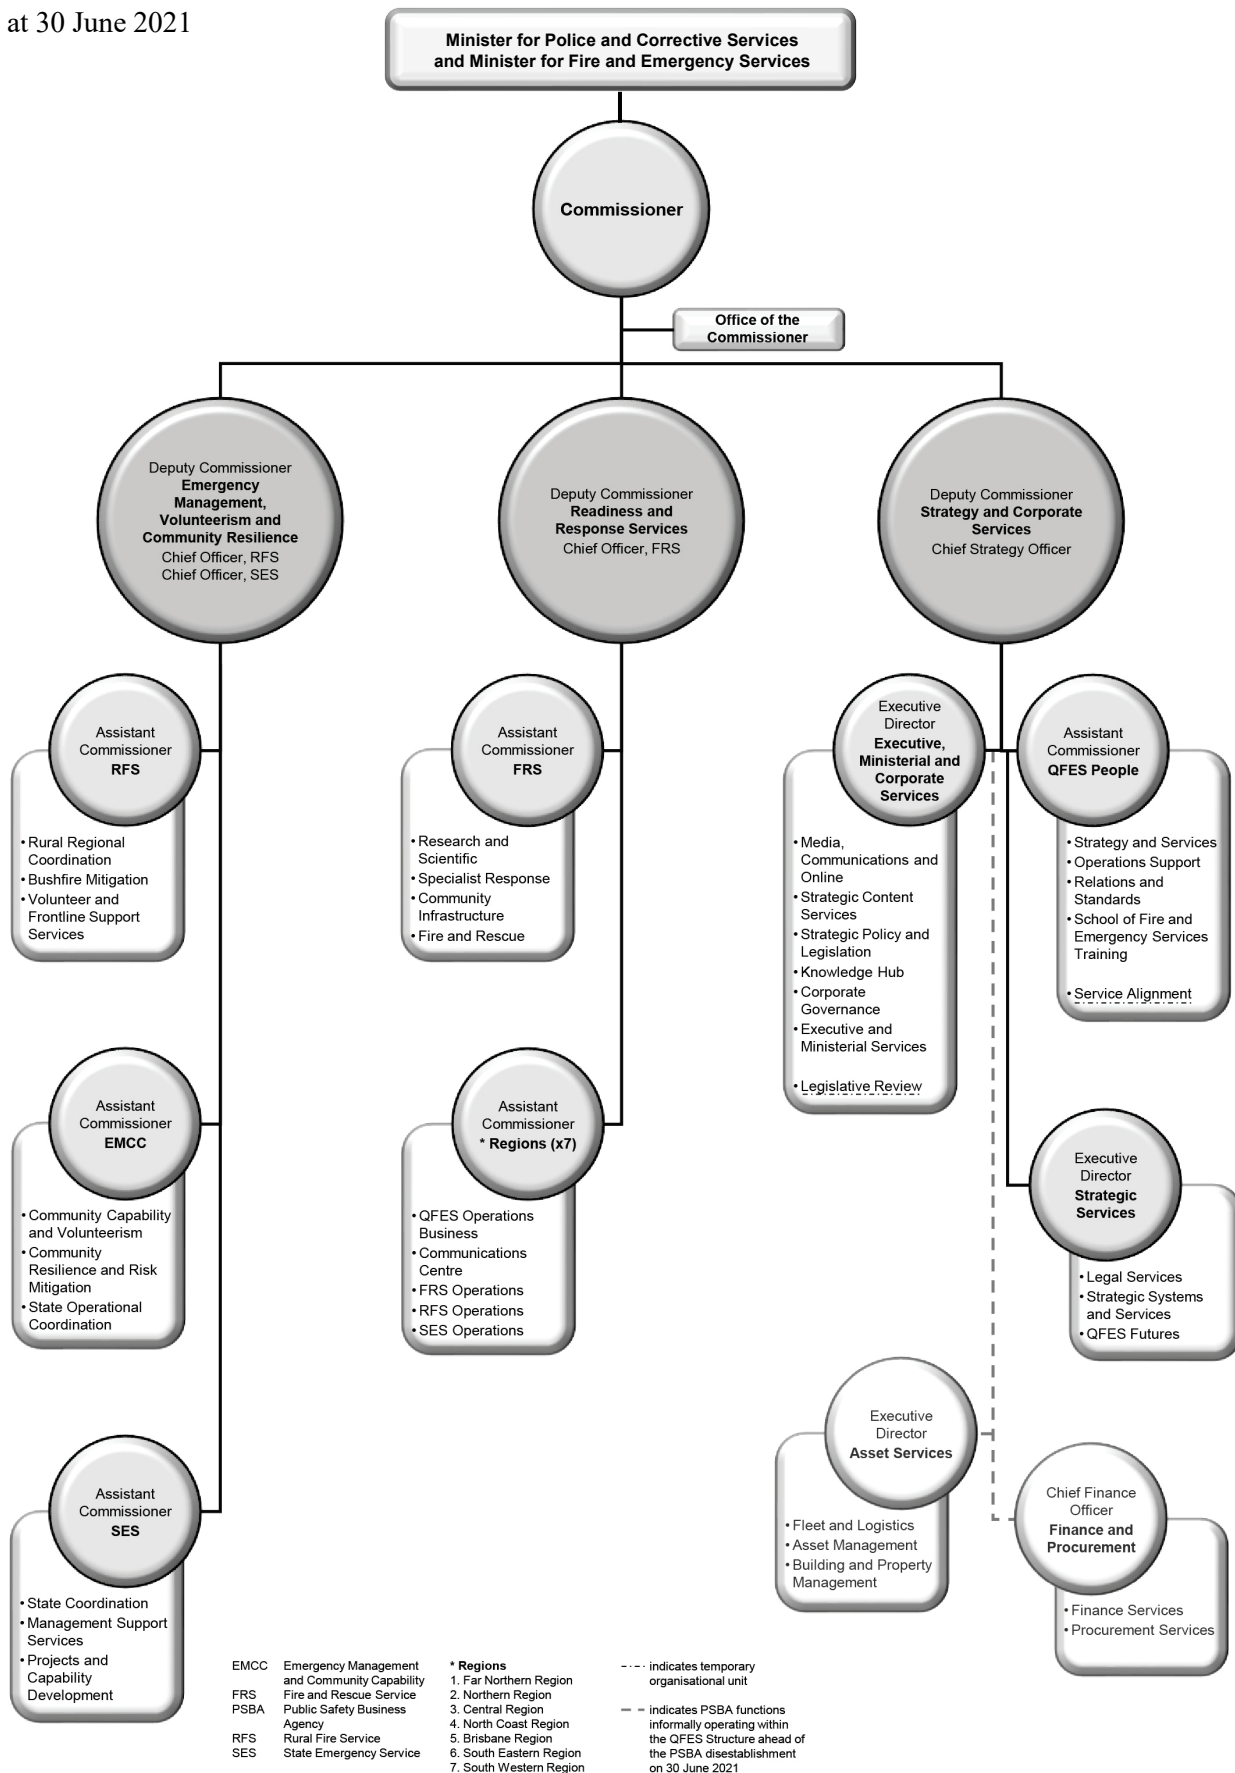 at 30 June 2021
Minister for Police and Corrective Services
and Minister for Fire and Emergency Services
Commissioner
Office of the
Commissioner
Deputy Commissioner
Emergency
Management,
Volunteerism and
Community Resilience
Chief Officer, RFS
Chief Officer, SES
Deputy Commissioner
Readiness and
Response Services
Chief Officer, FRS
Deputy Commissioner
Strategy and Corporate
Services
Chief Strategy Officer
Assistant
Commissioner
RFS
• Rural Regional
Coordination
• Bushfire Mitigation
• Volunteer and
Frontline Support
Services
Assistant
Commissioner
EMCC
• Community Capability
and Volunteerism
• Community
Resilience and Risk
Mitigation
• State Operational
Coordination
Assistant
Commissioner
SES
• State Coordination
• Management Support
Services
• Projects and
Capability
Development
Assistant
Commissioner
FRS
• Research and
Scientific
• Specialist Response
• Community
Infrastructure
• Fire and Rescue
Assistant
Commissioner
* Regions (x7)
• QFES Operations
Business
• Communications
Centre
• FRS Operations
• RFS Operations
• SES Operations
Executive
Director
Executive,
Ministerial and
Corporate
Services
• Media,
Communications and
Online
• Strategic Content
Services
• Strategic Policy and
Legislation
• Knowledge Hub
• Corporate
Governance
• Executive and
Ministerial Services
• Legislative Review
Assistant
Commissioner
QFES People
• Strategy and Services
• Operations Support
• Relations and
Standards
• School of Fire and
Emergency Services
Training
• Service Alignment
Executive
Director
Strategic
Services
• Legal Services
• Strategic Systems
and Services
• QFES Futures
Executive
Director
Asset Services
• Fleet and Logistics
• Asset Management
• Building and Property
Management
Chief Finance
Officer
Finance and
Procurement
• Finance Services
• Procurement Services
EMCC Emergency Management
and Community Capability
FRS Fire and Rescue Service
PSBA Public Safety Business
Agency
RFS Rural Fire Service
SES State Emergency Service
* Regions
1. Far Northern Region
2. Northern Region
3. Central Region
4. North Coast Region
5. Brisbane Region
6. South Eastern Region
7. South Western Region
indicates temporary
organisational unit
indicates PSBA functions
informally operating within
the QFES Structure ahead of
the PSBA disestablishment
on 30 June 2021